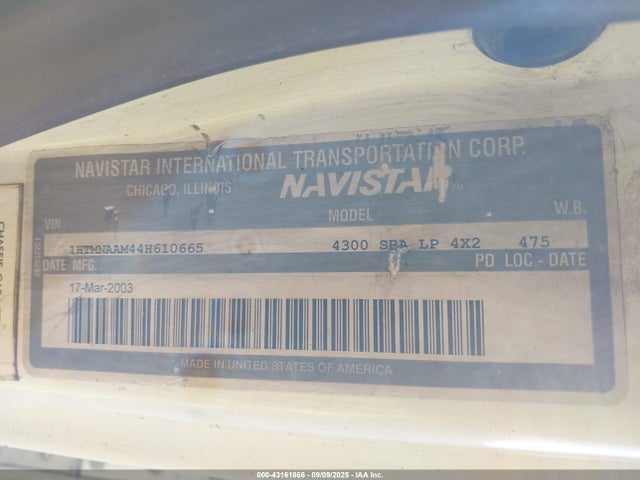 NAVISTAR INTERNATIONAL TRANSPORTATION CORP.
CHICAGO, ILLINOIS NAVISTAR
VIN MODEL W.B.
1HTMNAAM44H610665 4300 SBA LP 4X2 475
DATE MFG. PD LOC - DATE
17-Mar-2003
MADE IN UNITED STATES OF AMERICA
000-43161866 - 09/09/2025 - IAA Inc.